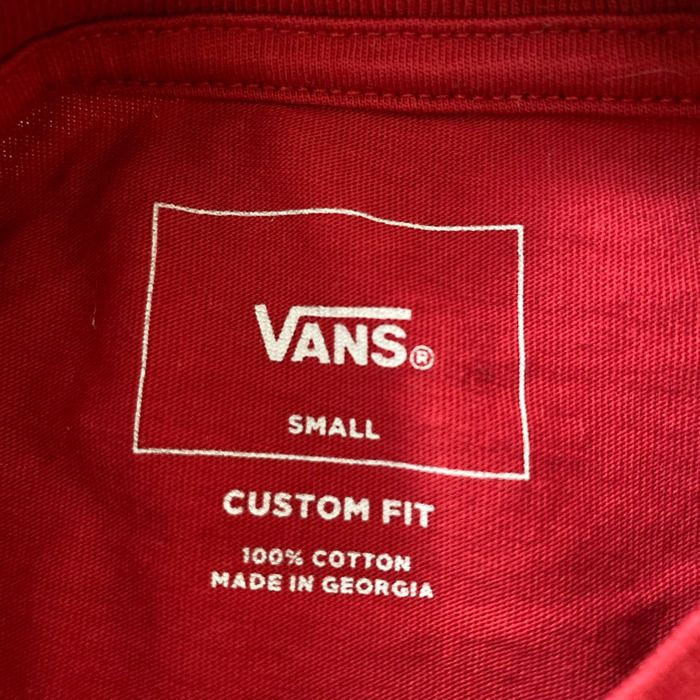 VANS®
SMALL
CUSTOM FIT
100% COTTON
MADE IN GEORGIA